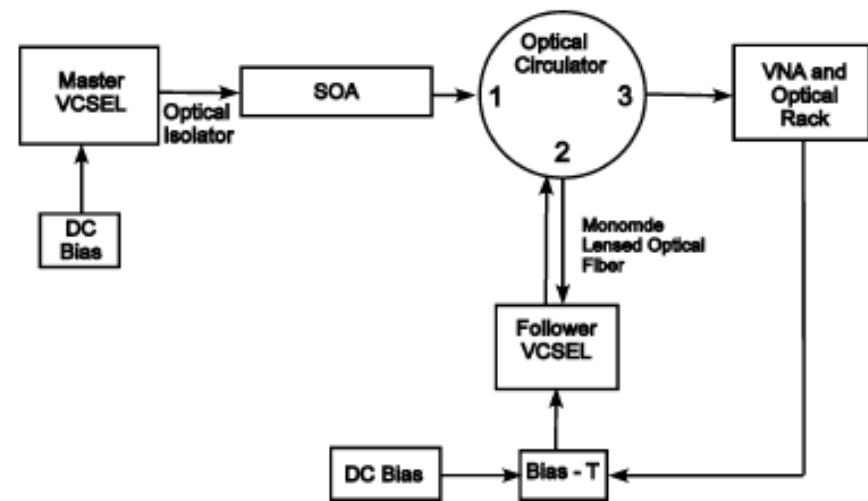 Master
VCSEL
Optical
Isolator
SOA
Optical
Circulator
1
2
3
VNA and
Optical
Rack
DC
Bias
Monomde
Lensed Optical
Fiber
Follower
VCSEL
DC Bias
Bias - T